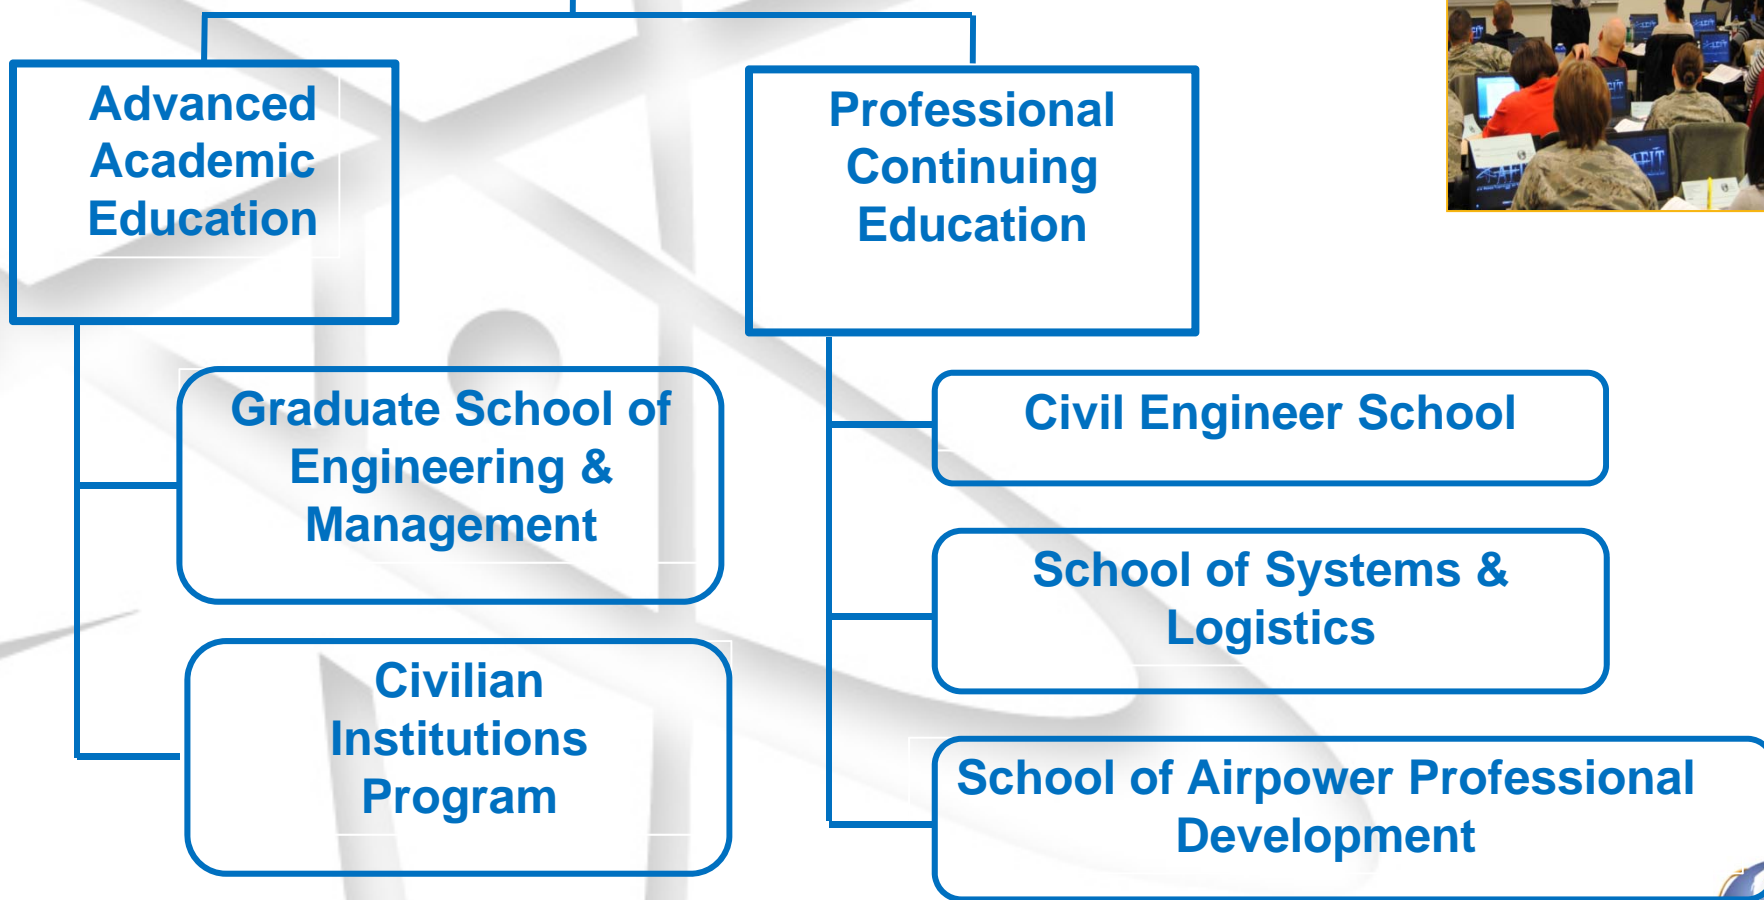 Advanced
Academic
Education
Professional
Continuing
Education
Graduate School of
Engineering &
Management
Civilian
Institutions
Program
Civil Engineer School
School of Systems &
Logistics
School of Airpower Professional
Development
AFIT